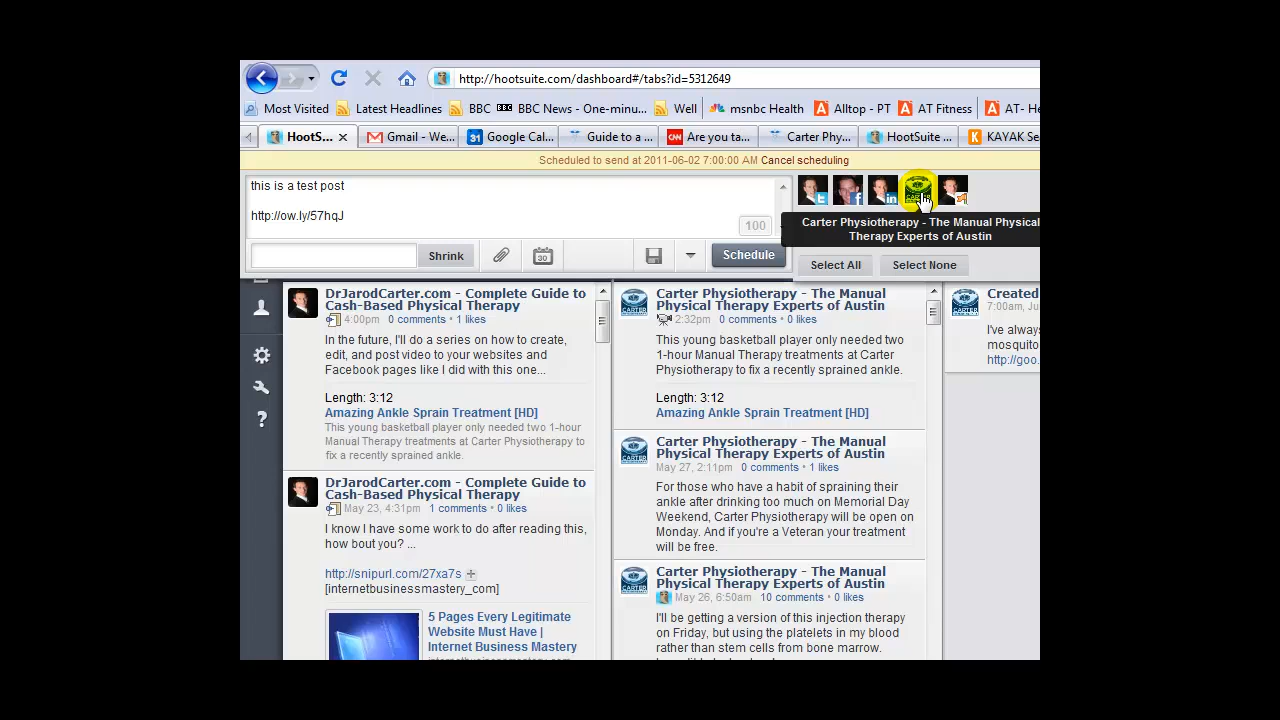 http://hootsuite.com/dashboard#/tabs?id=5312649
Most Visited Latest Headlines BBC BBC News - One-minu... Well msnbc Health Alltop - PT AT Fitness AT- He
HootS... Gmail - We... Google Cal... Guide to a ... Are you ta... Carter Phy... HootSuite ... KAYAK Se
Scheduled to send at 2011-06-02 7:00:00 AM Cancel scheduling
this is a test post
http://ow.ly/57hqJ
100
Carter Physiotherapy - The Manual Physical
Therapy Experts of Austin
Shrink 30 Schedule Select All Select None
DrJarodCarter.com - Complete Guide to
Cash-Based Physical Therapy
4:00pm 0 comments • 1 likes
In the future, I'll do a series on how to create,
edit, and post video to your websites and
Facebook pages like I did with this one...
Length: 3:12
Amazing Ankle Sprain Treatment [HD]
This young basketball player only needed two 1-hour
Manual Therapy treatments at Carter Physiotherapy to
fix a recently sprained ankle.
DrJarodCarter.com - Complete Guide to
Cash-Based Physical Therapy
May 23, 4:31pm 1 comments • 0 likes
I know I have some work to do after reading this,
how bout you? ...
http://snipurl.com/27xa7s
[internetbusinessmastery_com]
5 Pages Every Legitimate
Website Must Have |
Internet Business Mastery
Carter Physiotherapy - The Manual
Physical Therapy Experts of Austin
2:32pm 0 comments • 0 likes
This young basketball player only needed two
1-hour Manual Therapy treatments at Carter
Physiotherapy to fix a recently sprained ankle.
Length: 3:12
Amazing Ankle Sprain Treatment [HD]
Carter Physiotherapy - The Manual
Physical Therapy Experts of Austin
May 27, 2:11pm 0 comments • 1 likes
For those who have a habit of spraining their
ankle after drinking too much on Memorial Day
Weekend, Carter Physiotherapy will be open on
Monday. And if you're a Veteran your treatment
will be free.
Carter Physiotherapy - The Manual
Physical Therapy Experts of Austin
May 26, 6:50am 10 comments • 0 likes
I'll be getting a version of this injection therapy
on Friday, but using the platelets in my blood
rather than stem cells from bone marrow.
Created
7:00am, Ju
I've always
mosquito
http://goo.